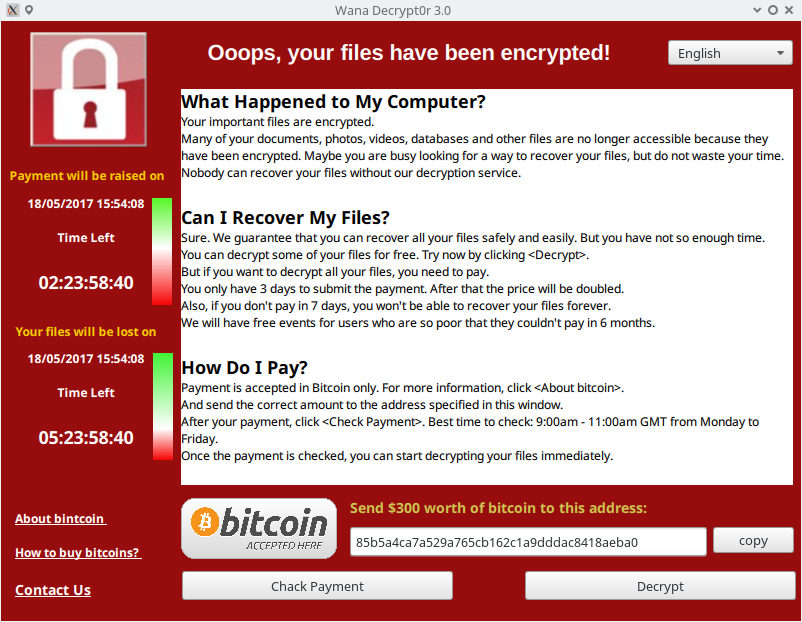 Wana Decrypt0r 3.0
Ooops, your files have been encrypted!
English
Payment will be raised on
18/05/2017 15:54:08
Time Left
02:23:58:40
Your files will be lost on
18/05/2017 15:54:08
Time Left
05:23:58:40
About bintcoin
How to buy bitcoins?
Contact Us
What Happened to My Computer?
Your important files are encrypted.
Many of your documents, photos, videos, databases and other files are no longer accessible because they
have been encrypted. Maybe you are busy looking for a way to recover your files, but do not waste your time.
Nobody can recover your files without our decryption service.
Can I Recover My Files?
Sure. We guarantee that you can recover all your files safely and easily. But you have not so enough time.
You can decrypt some of your files for free. Try now by clicking <Decrypt>.
But if you want to decrypt all your files, you need to pay.
You only have 3 days to submit the payment. After that the price will be doubled.
Also, if you don't pay in 7 days, you won't be able to recover your files forever.
We will have free events for users who are so poor that they couldn't pay in 6 months.
How Do I Pay?
Payment is accepted in Bitcoin only. For more information, click <About bitcoin>.
And send the correct amount to the address specified in this window.
After your payment, click <Check Payment>. Best time to check: 9:00am - 11:00am GMT from Monday to
Friday.
Once the payment is checked, you can start decrypting your files immediately.
bitcoin
ACCEPTED HERE
Send $300 worth of bitcoin to this address:
85b5a4ca7a529a765cb162c1a9dddac8418aeba0
copy
Chack Payment
Decrypt